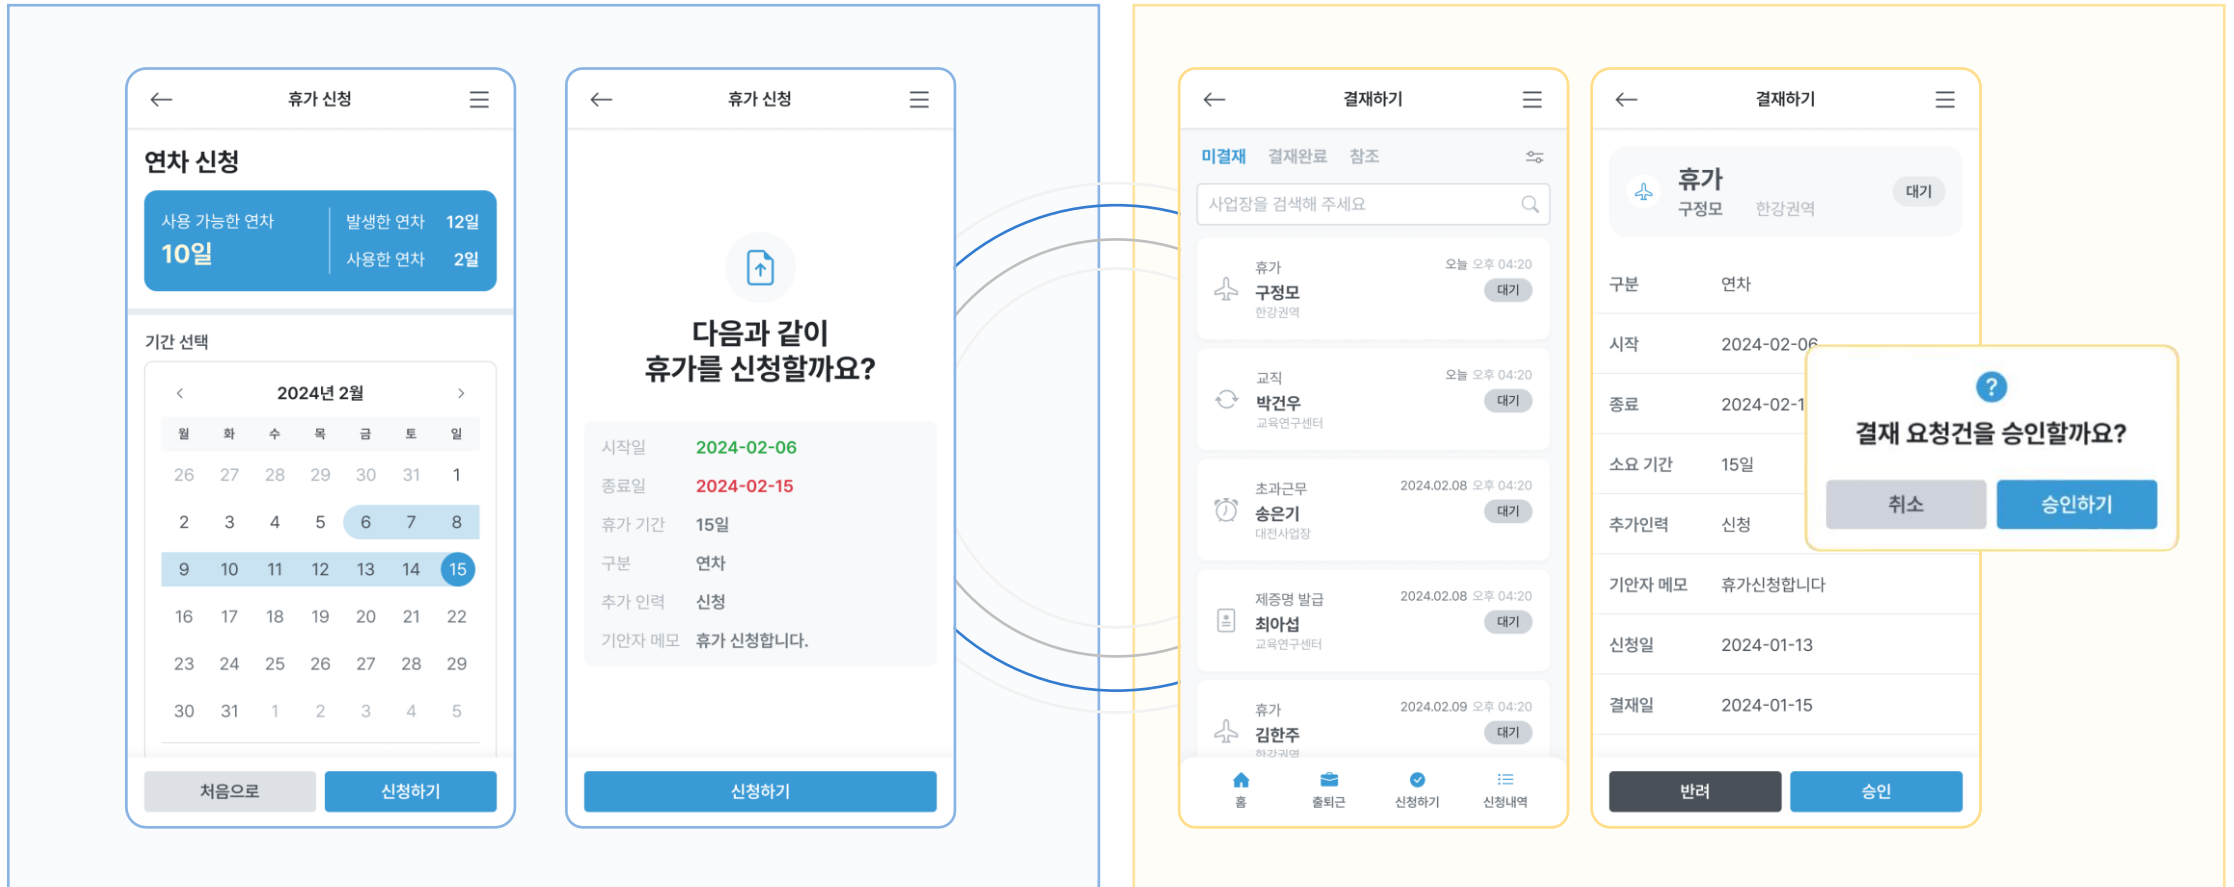 휴가 신청
연차 신청
사용 가능한 연차
10일
발생한 연차 12일
사용한 연차 2일
기간 선택
2024년 2월
월 화 수 목 금 토 일
26 27 28 29 30 31 1
2 3 4 5 6 7 8
9 10 11 12 13 14 15
16 17 18 19 20 21 22
23 24 25 26 27 28 29
30 31 1 2 3 4 5
처음으로 신청하기
휴가 신청
다음과 같이
휴가를 신청할까요?
시작일 2024-02-06
종료일 2024-02-15
휴가 기간 15일
구분 연차
추가 인력 신청
기안자 메모 휴가 신청합니다.
신청하기
결재하기
미결재 결재완료 참조
사업장을 검색해 주세요
휴가 오늘 오후 04:20
구정모 대기
한강권역
교직 오늘 오후 04:20
박건우 대기
교육연구센터
초과근무 2024.02.08 오후 04:20
송은기 대기
대전사업장
제증명 발급 2024.02.08 오후 04:20
최아섭 대기
교육연구센터
휴가 2024.02.09 오후 04:20
김한주 대기
한강권역
홈 출퇴근 신청하기 신청내역
결재하기
휴가
구정모 한강권역
대기
구분 연차
시작 2024-02-06
종료 2024-02-1
소요 기간 15일
추가인력 신청
기안자 메모 휴가신청합니다
신청일 2024-01-13
결재일 2024-01-15
반려 승인
?
결재 요청건을 승인할까요?
취소 승인하기